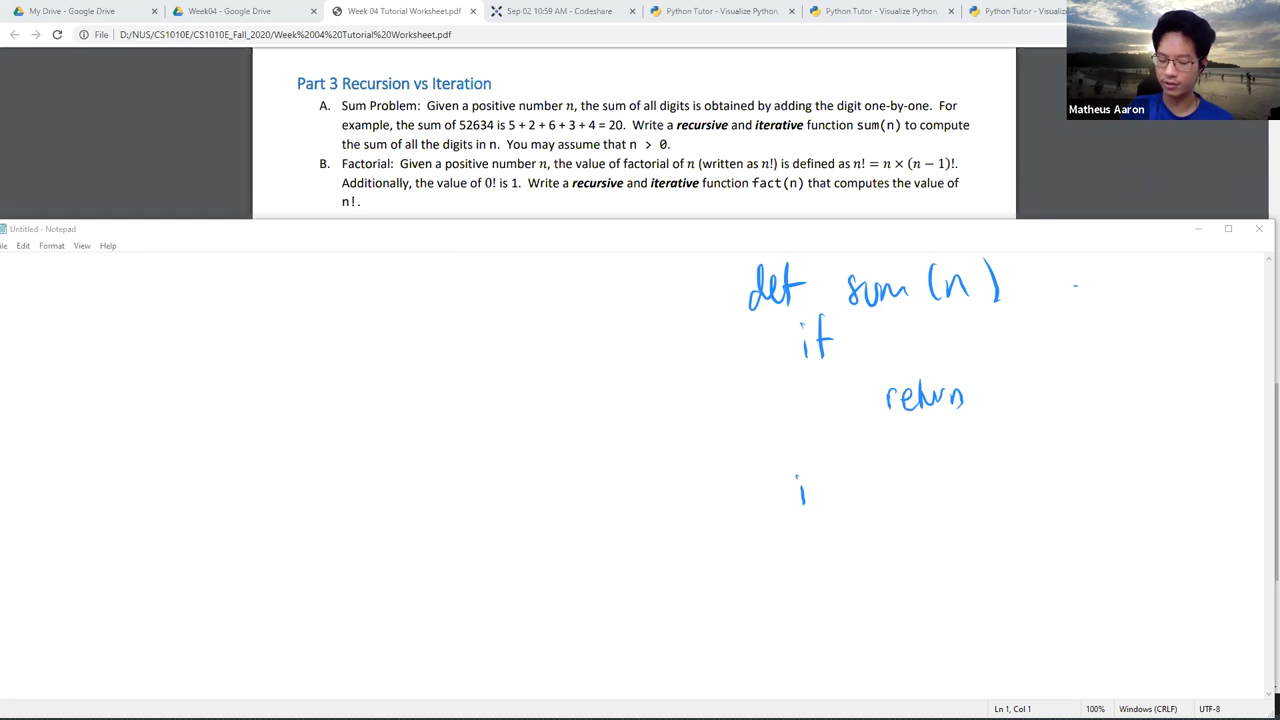 My Drive - Google Drive
Week04 - Google Drive
Week 04 Tutorial Worksheet.pdf
Sep 02 10:59 AM - Codeshare
Python Tutor - Visualize Python,
Python Tutor - Visualize Python,
Python Tutor - Visuali
File
D:/NUS/CS1010E/CS1010E_Fall_2020/Week%2004%20Tutorial%20Worksheet.pdf
Matheus Aaron
Part 3 Recursion vs Iteration
A. Sum Problem: Given a positive number n, the sum of all digits is obtained by adding the digit one-by-one. For
example, the sum of 52634 is 5 + 2 + 6 + 3 + 4 = 20. Write a recursive and iterative function sum(n) to compute
the sum of all the digits in n. You may assume that n > 0.
B. Factorial: Given a positive number n, the value of factorial of n (written as n!) is defined as n! = n × (n − 1)!.
Additionally, the value of 0! is 1. Write a recursive and iterative function fact(n) that computes the value of
n!.
Untitled - Notepad
Edit Format View Help
def sum (n)
if
return
i
Ln 1, Col 1
100%
Windows (CRLF)
UTF-8